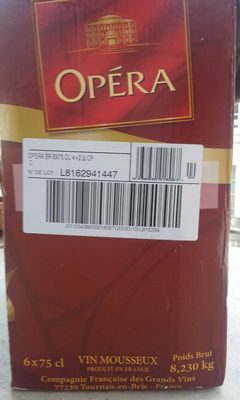 OPÉRA
OPERA BR 6X75 CL 4+2 Δ CR
N° DE LOT L8162941447
6x75 cl
VIN MOUSSEUX
PRODUIT EN FRANCE
Poids Brut
8,230 kg
Compagnie Française des Grands Vins
77220 Tournan-en-Brie - France